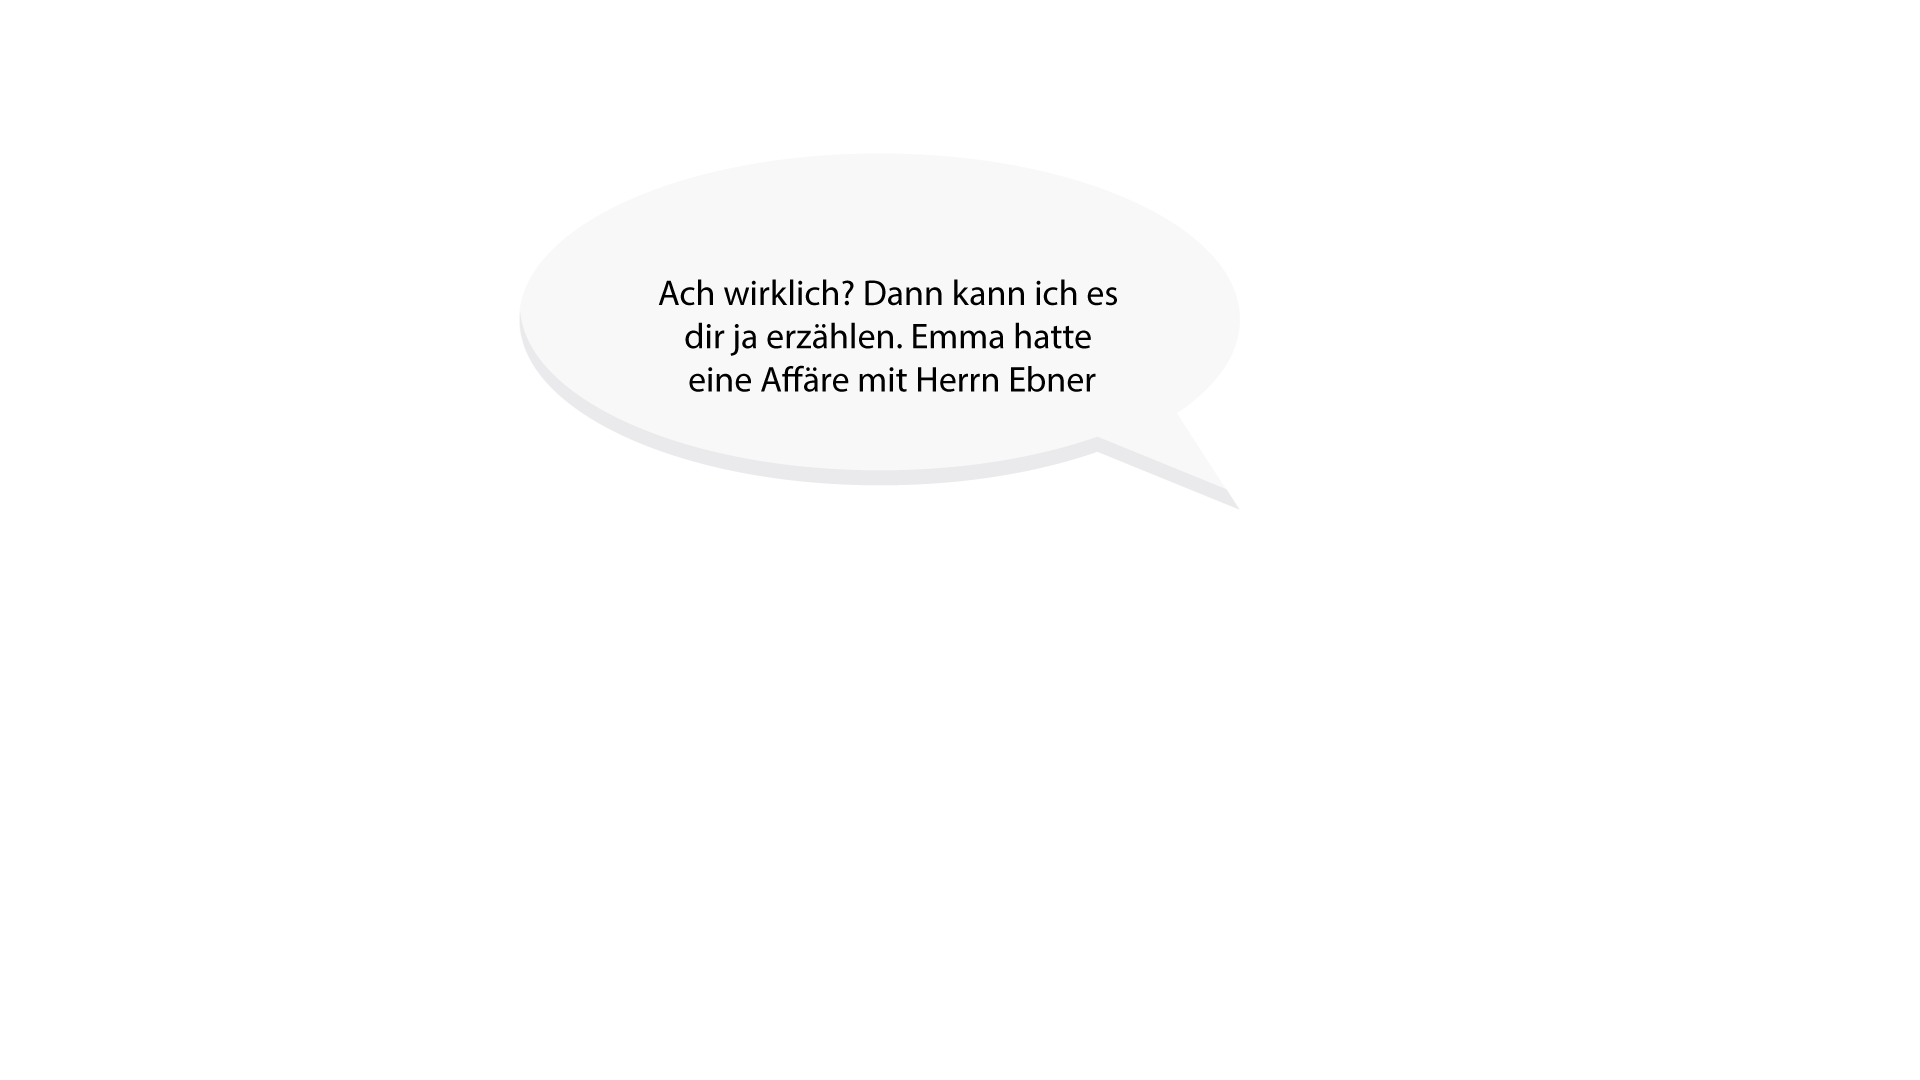 Ach wirklich? Dann kann ich es
dir ja erzählen. Emma hatte
eine Affäre mit Herrn Ebner